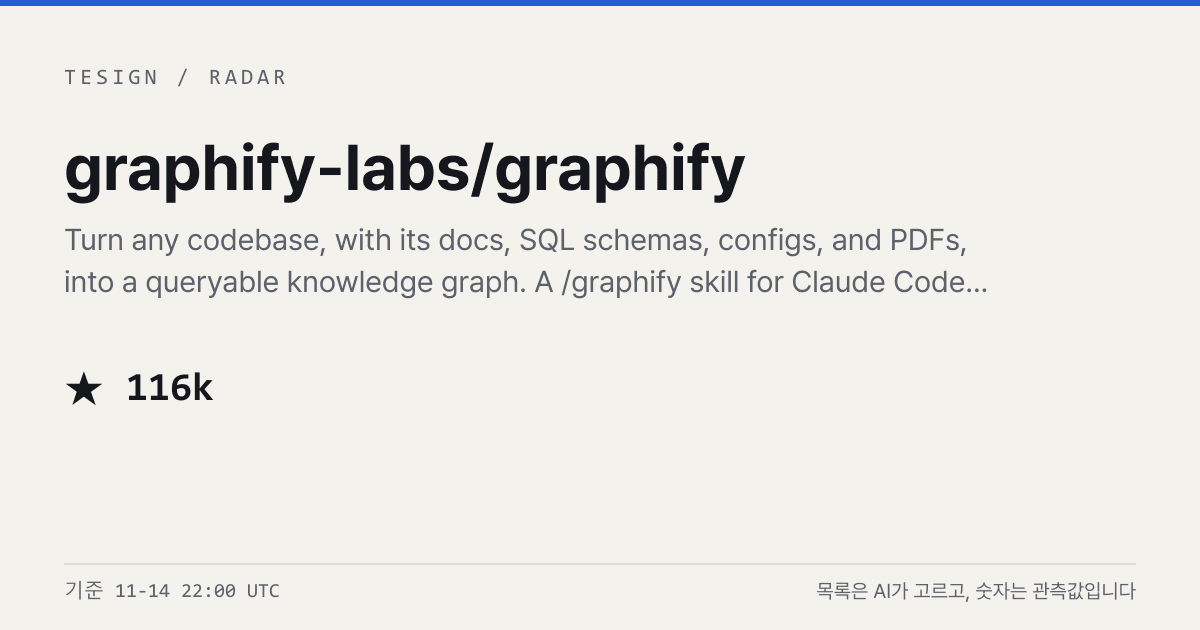 TESIGN / RADAR
graphify-labs/graphify
Turn any codebase, with its docs, SQL schemas, configs, and PDFs,
into a queryable knowledge graph. A /graphify skill for Claude Code...
★ 116k
기준 11-14 22:00 UTC
목록은 AI가 고르고, 숫자는 관측값입니다